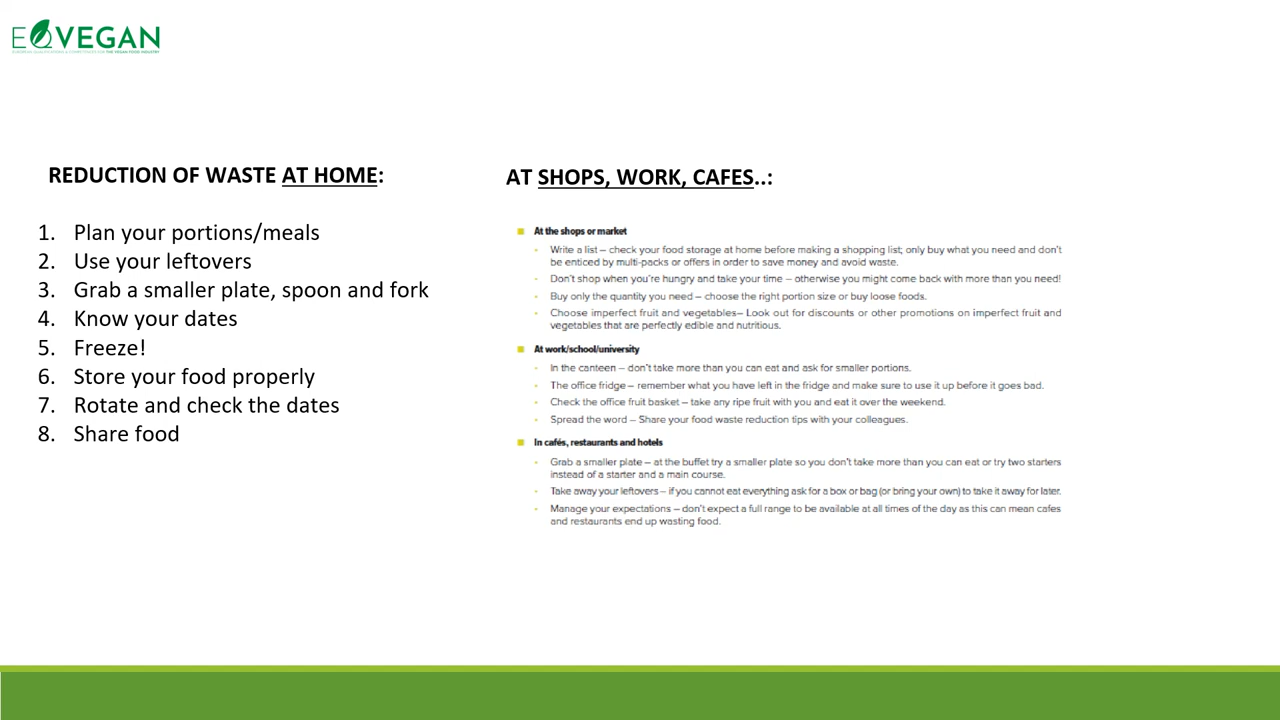 EQVEGAN
REDUCTION OF WASTE AT HOME:
1. Plan your portions/meals
2. Use your leftovers
3. Grab a smaller plate, spoon and fork
4. Know your dates
5. Freeze!
6. Store your food properly
7. Rotate and check the dates
8. Share food
AT SHOPS, WORK, CAFES..:
At the shops or market
Write a list – check your food storage at home before making a shopping list; only buy what you need and don't
be enticed by multi-packs or offers in order to save money and avoid waste.
Don't shop when you're hungry and take your time – otherwise you might come back with more than you need!
Buy only the quantity you need – choose the right portion size or buy loose foods.
Choose imperfect fruit and vegetables– Look out for discounts or other promotions on imperfect fruit and
vegetables that are perfectly edible and nutritious.
At work/school/university
In the canteen – don't take more than you can eat and ask for smaller portions.
The office fridge – remember what you have left in the fridge and make sure to use it up before it goes bad.
Check the office fruit basket – take any ripe fruit with you and eat it over the weekend.
Spread the word – Share your food waste reduction tips with your colleagues.
In cafés, restaurants and hotels
Grab a smaller plate – at the buffet try a smaller plate so you don't take more than you can eat or try two starters
instead of a starter and a main course.
Take away your leftovers – if you cannot eat everything ask for a box or bag (or bring your own) to take it away for later.
Manage your expectations – don't expect a full range to be available at all times of the day as this can mean cafes
and restaurants end up wasting food.